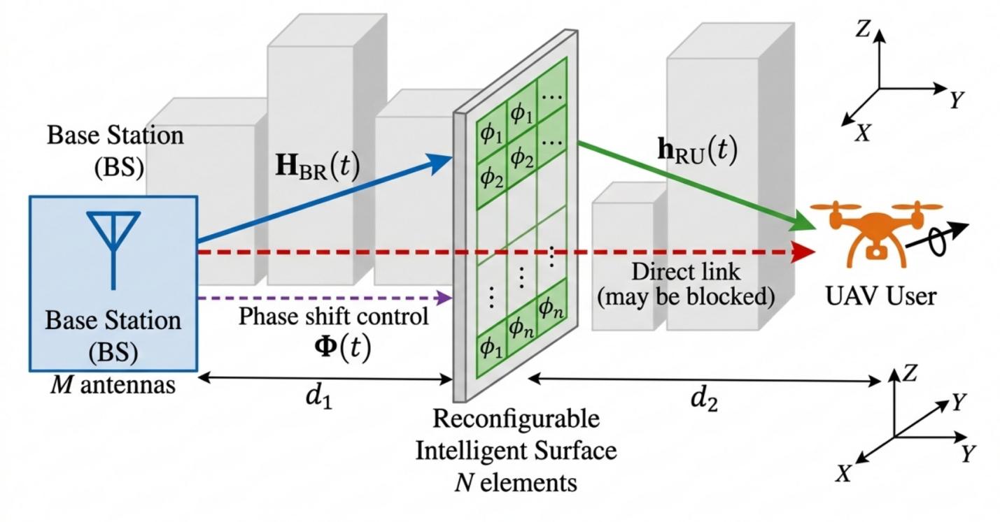 Z
Y
X
Base Station
(BS)
H_BR(t)
h_RU(t)
ϕ₁ ϕ₁ ...
ϕ₂ ϕ₂ ...
⋮ ⋮ ⋮
ϕ₁ ϕₙ ϕₙ
Base Station
(BS)
M antennas
Phase shift control
Φ(t)
Direct link
(may be blocked)
UAV User
d₁
d₂
Reconfigurable
Intelligent Surface
N elements
Z
Y
Y
X